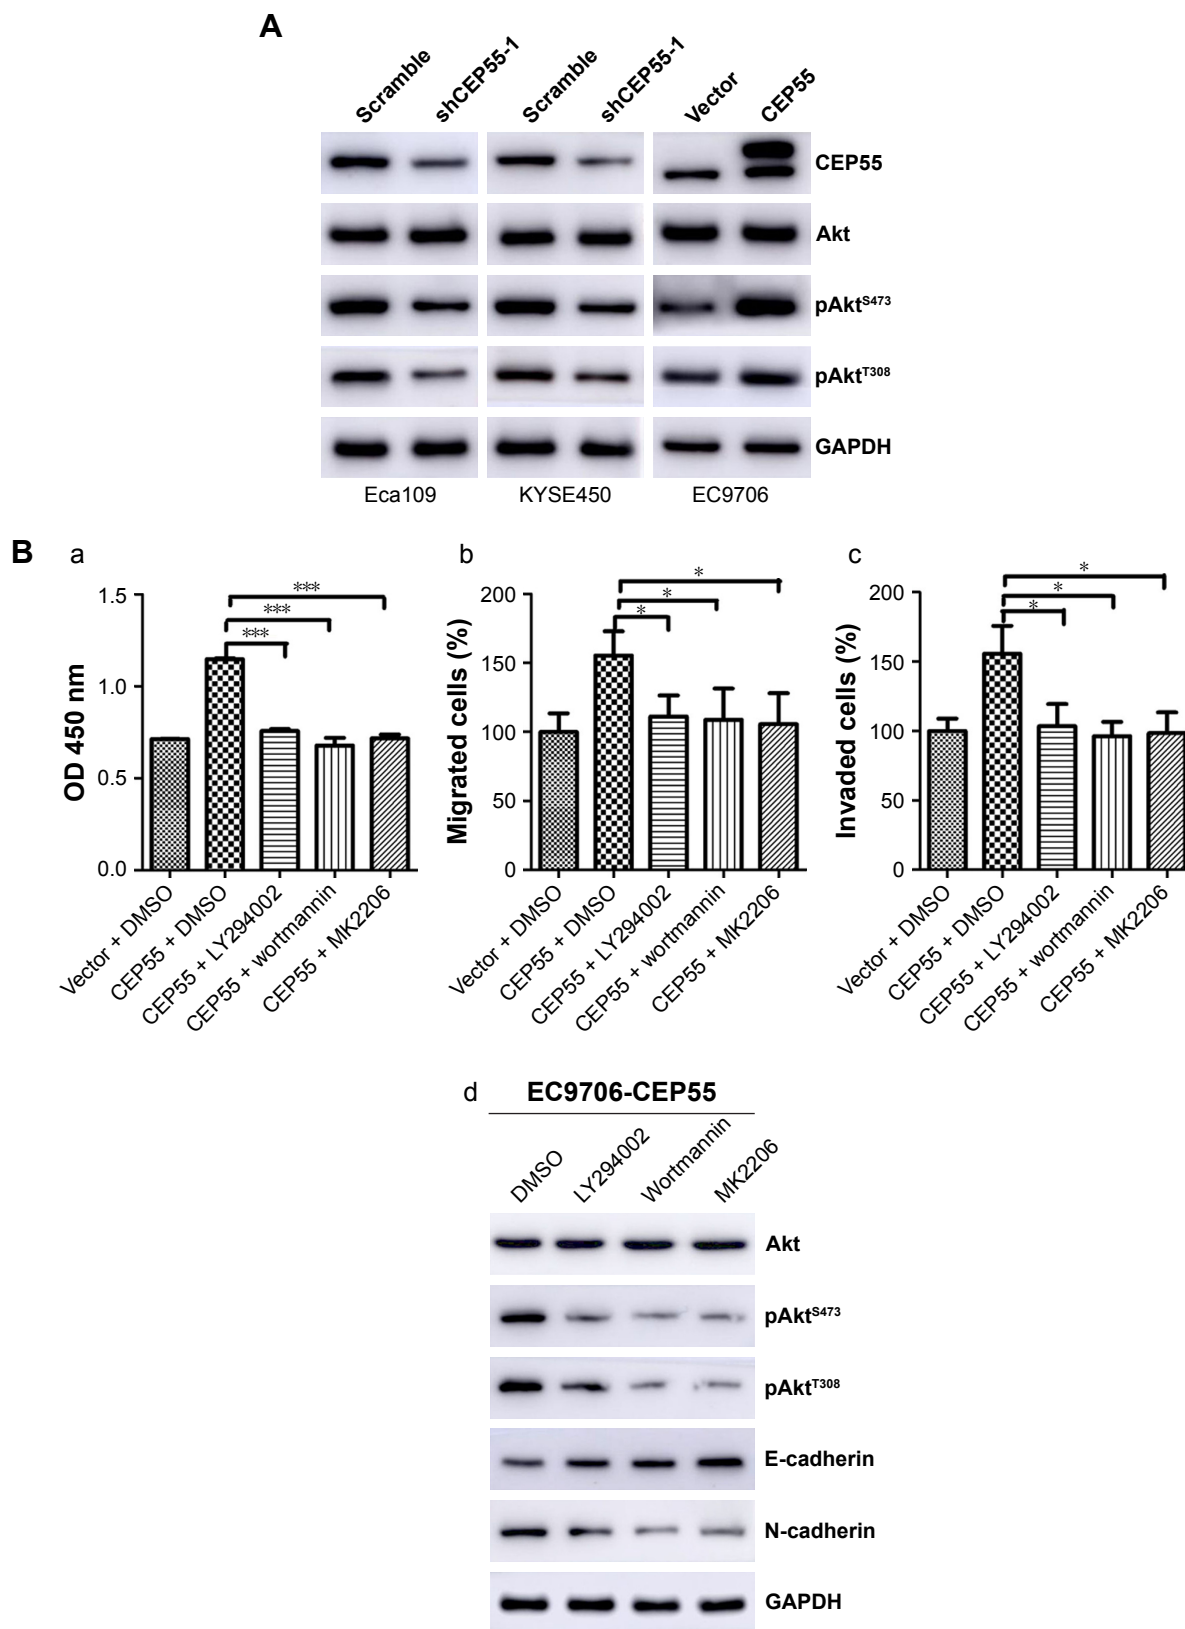 A
Scramble
shCEP55-1
Scramble
shCEP55-1
Vector
CEP55
CEP55
Akt
pAktS473
pAktT308
GAPDH
Eca109
KYSE450
EC9706
B
a
OD 450 nm
1.5
1.0
0.5
0.0
***
***
***
Vector + DMSO
CEP55 + DMSO
CEP55 + LY294002
CEP55 + wortmannin
CEP55 + MK2206
b
Migrated cells (%)
200
150
100
50
0
*
*
*
Vector + DMSO
CEP55 + DMSO
CEP55 + LY294002
CEP55 + wortmannin
CEP55 + MK2206
c
Invaded cells (%)
200
150
100
50
0
*
*
*
Vector + DMSO
CEP55 + DMSO
CEP55 + LY294002
CEP55 + wortmannin
CEP55 + MK2206
d
EC9706-CEP55
DMSO
LY294002
Wortmannin
MK2206
Akt
pAktS473
pAktT308
E-cadherin
N-cadherin
GAPDH